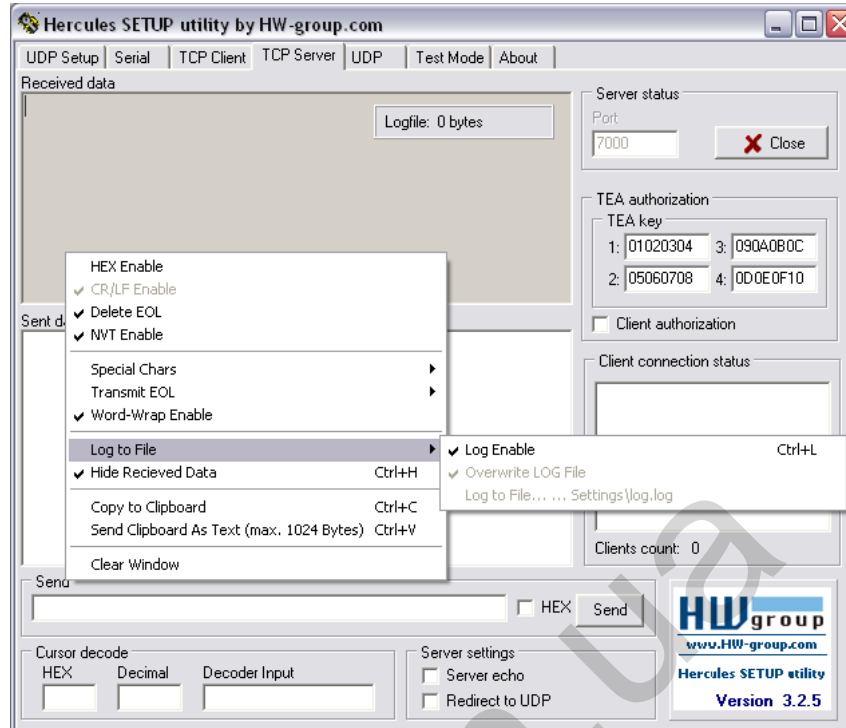 Hercules SETUP utility by HW-group.com
UDP Setup Serial TCP Client TCP Server UDP Test Mode About
Received data
Logfile: 0 bytes
Server status
Port
7000
Close
TEA authorization
TEA key
1: 01020304 3: 090A0B0C
2: 05060708 4: 0D0E0F10
Client authorization
HEX Enable
CR/LF Enable
Delete EOL
NVT Enable
Special Chars
Transmit EOL
Word-Wrap Enable
Log to File
Hide Recieved Data Ctrl+H
Copy to Clipboard Ctrl+C
Send Clipboard As Text (max. 1024 Bytes) Ctrl+V
Clear Window
Log Enable Ctrl+L
Overwrite LOG File
Log to File... ... Settings\log.log
Sent d
Client connection status
Clients count: 0
Send
HEX Send
Cursor decode
HEX Decimal Decoder Input
Server settings
Server echo
Redirect to UDP
HW group
www.HW-group.com
Hercules SETUP utility
Version 3.2.5